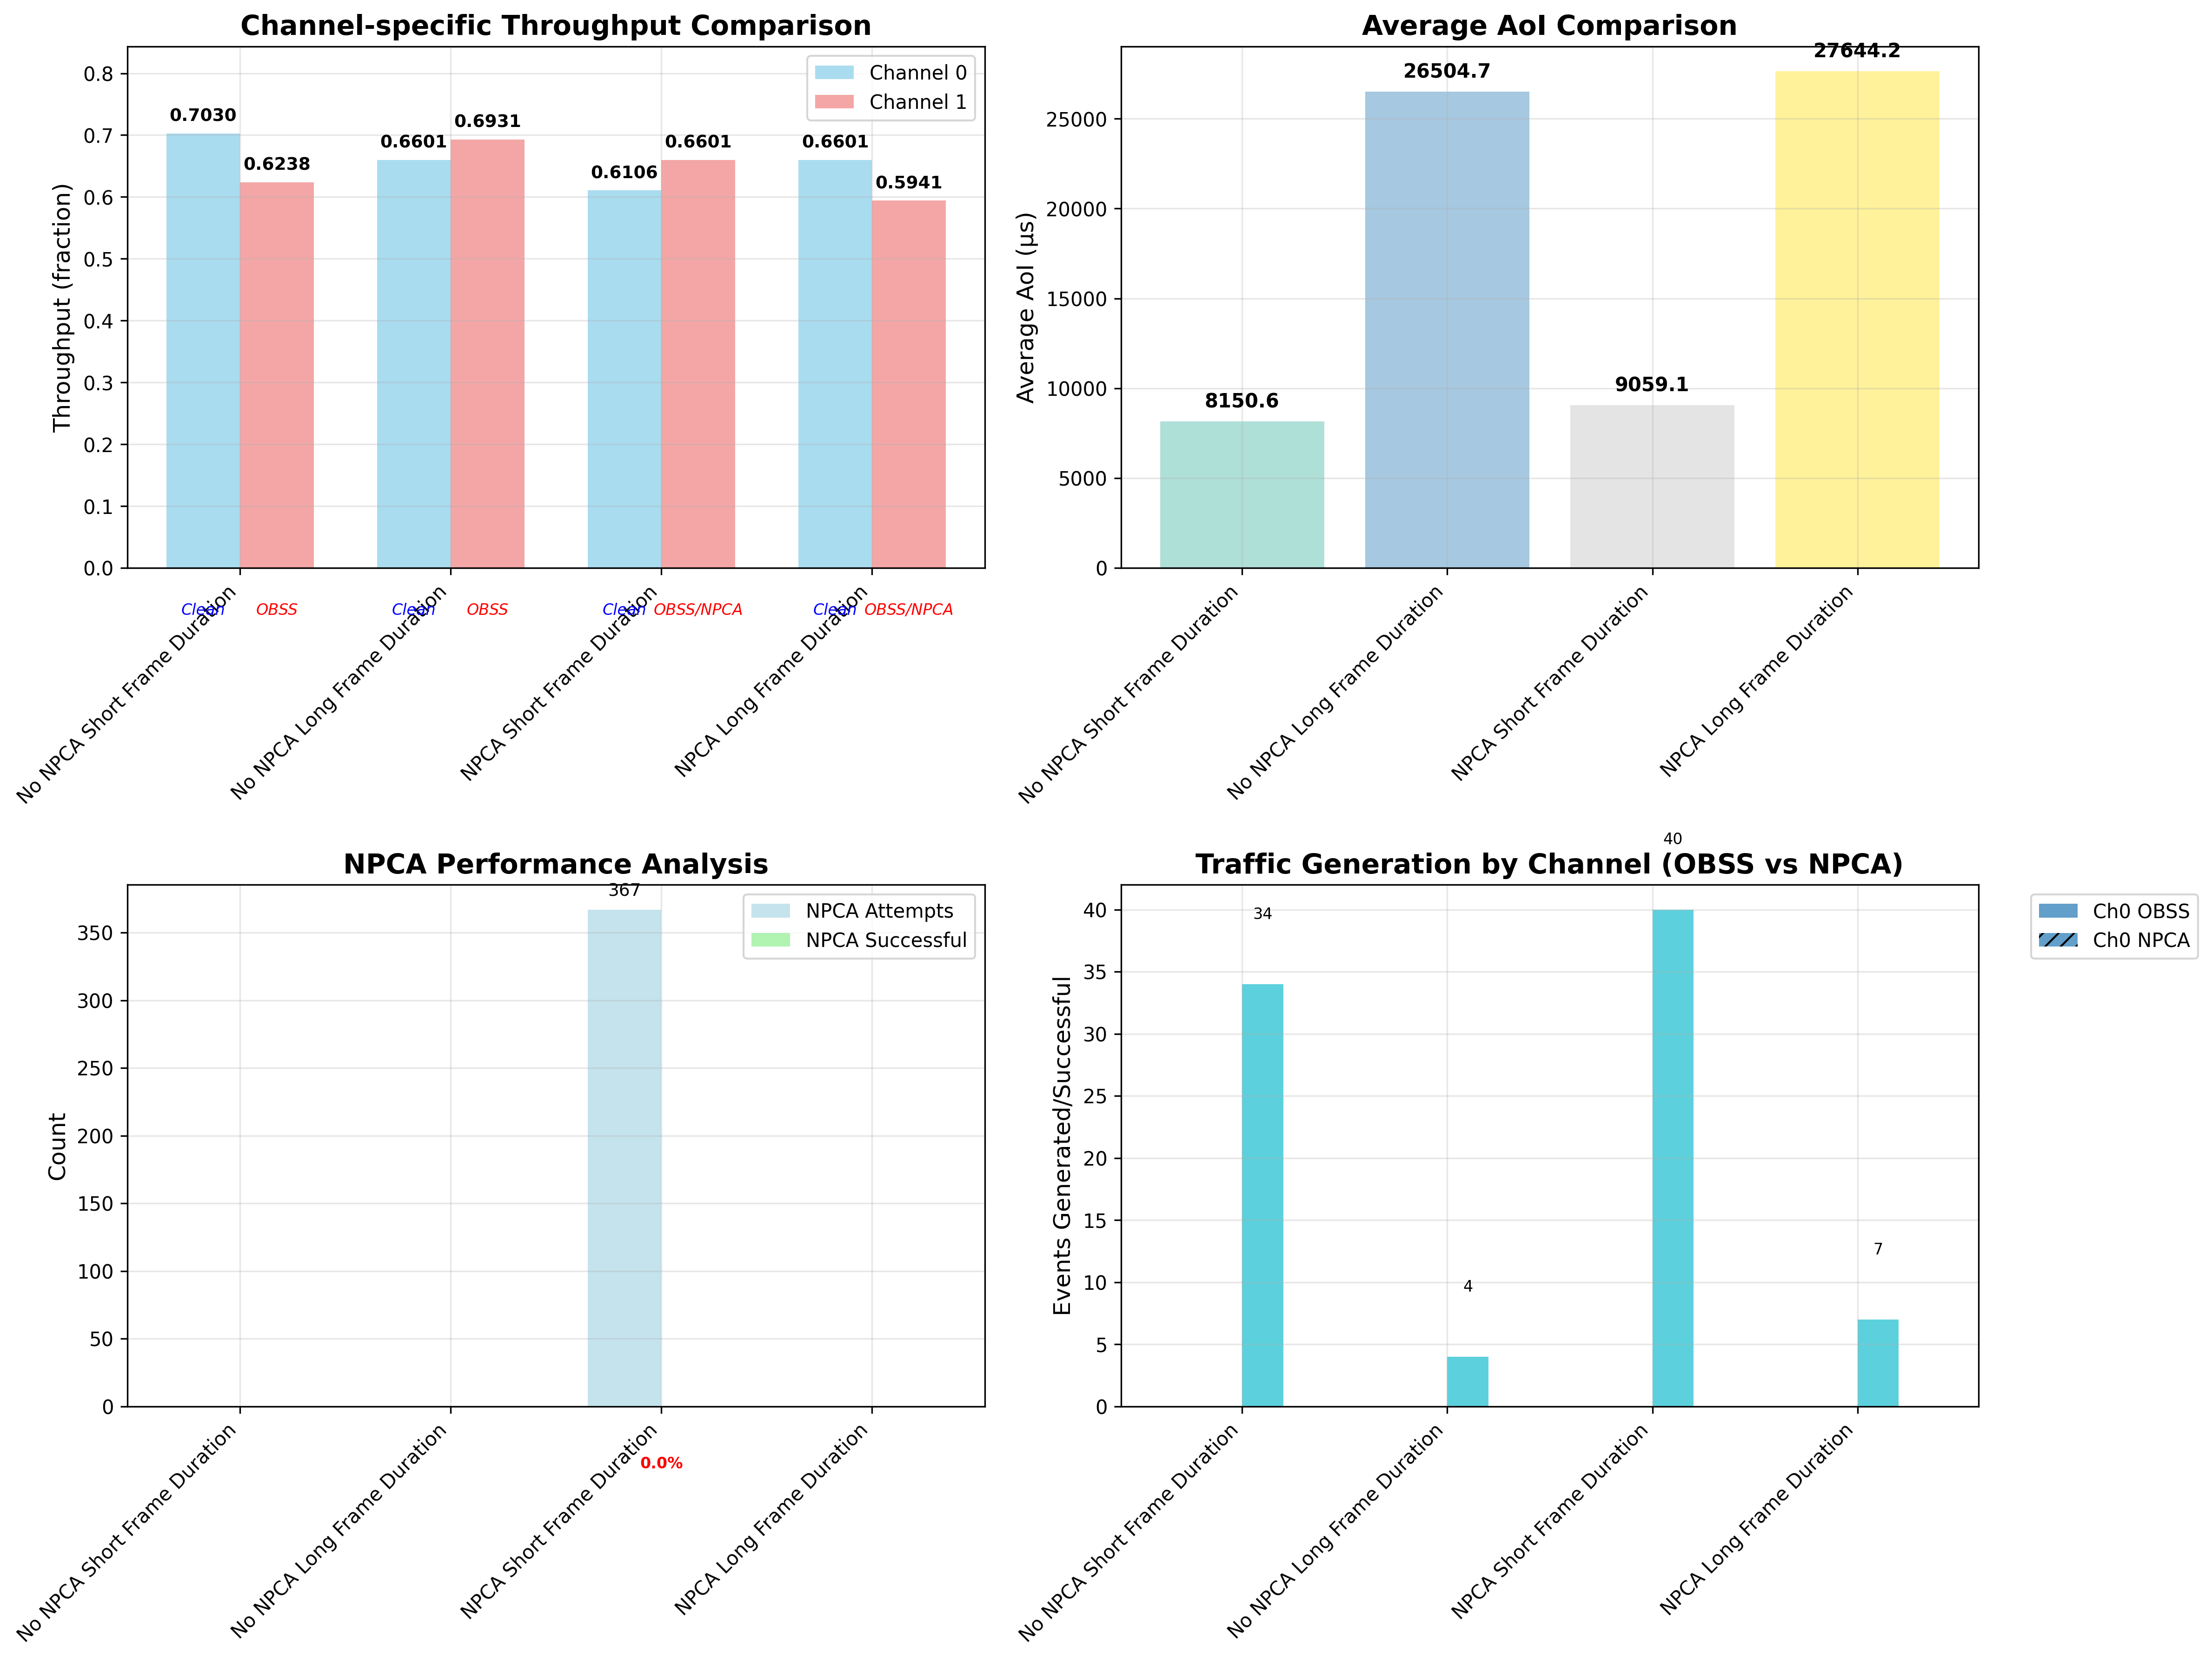 Channel-specific Throughput Comparison
Throughput (fraction)
0.8
0.7
0.6
0.5
0.4
0.3
0.2
0.1
0.0
Channel 0
Channel 1
0.7030
0.6238
0.6601
0.6931
0.6106
0.6601
0.6601
0.5941
Clean
OBSS
Clean
OBSS
Clean
OBSS/NPCA
Clean
OBSS/NPCA
No NPCA Short Frame Duration
No NPCA Long Frame Duration
NPCA Short Frame Duration
NPCA Long Frame Duration
Average AoI Comparison
Average AoI (μs)
25000
20000
15000
10000
5000
0
8150.6
26504.7
9059.1
27644.2
No NPCA Short Frame Duration
No NPCA Long Frame Duration
NPCA Short Frame Duration
NPCA Long Frame Duration
NPCA Performance Analysis
Count
350
300
250
200
150
100
50
0
367
NPCA Attempts
NPCA Successful
0.0%
No NPCA Short Frame Duration
No NPCA Long Frame Duration
NPCA Short Frame Duration
NPCA Long Frame Duration
Traffic Generation by Channel (OBSS vs NPCA)
Events Generated/Successful
40
35
30
25
20
15
10
5
0
34
4
40
7
Ch0 OBSS
Ch0 NPCA
No NPCA Short Frame Duration
No NPCA Long Frame Duration
NPCA Short Frame Duration
NPCA Long Frame Duration